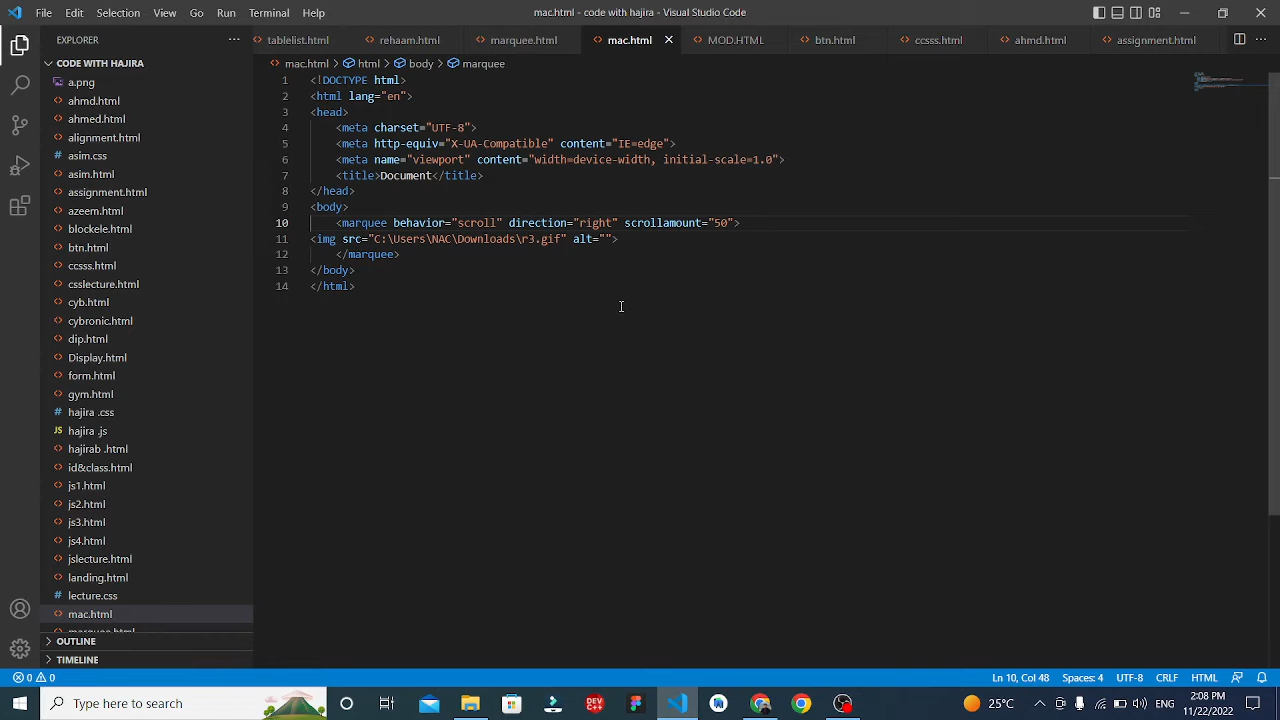 File Edit Selection View Go Run Terminal Help
mac.html - code with hajira - Visual Studio Code
EXPLORER
tablelist.html rehaam.html marquee.html mac.html MOD.HTML btn.html ccsss.html ahmd.html assignment.html
CODE WITH HAJIRA
mac.html > html > body > marquee
a.png
ahmd.html
ahmed.html
alignment.html
asim.css
asim.html
assignment.html
azeem.html
blockele.html
btn.html
ccsss.html
csslecture.html
cyb.html
cybronic.html
dip.html
Display.html
form.html
gym.html
hajira .css
hajira .js
hajirab .html
id&class.html
js1.html
js2.html
js3.html
js4.html
jslecture.html
landing.html
lecture.css
mac.html
marquee.html
OUTLINE
TIMELINE
1 <!DOCTYPE html>
2 <html lang="en">
3 <head>
4 <meta charset="UTF-8">
5 <meta http-equiv="X-UA-Compatible" content="IE=edge">
6 <meta name="viewport" content="width=device-width, initial-scale=1.0">
7 <title>Document</title>
8 </head>
9 <body>
10 <marquee behavior="scroll" direction="right" scrollamount="50">
11 <img src="C:\Users\NAC\Downloads\r3.gif" alt="">
12 </marquee>
13 </body>
14 </html>
0 0 Ln 10, Col 48 Spaces: 4 UTF-8 CRLF HTML
Type here to search
DEV C++
25°C
ENG
2:08 PM
11/22/2022